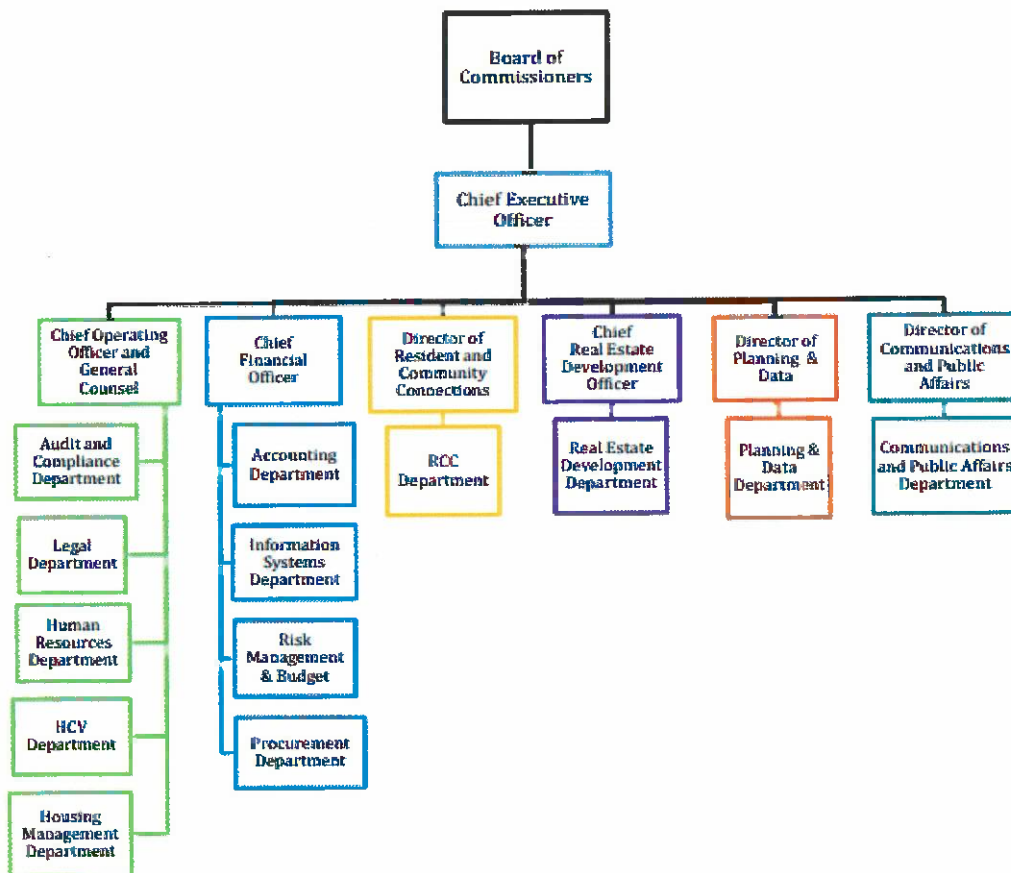 Board of
Commissioners
Chief Executive
Officer
Chief Operating
Officer and
General
Counsel
Chief
Financial
Officer
Director of
Resident and
Community
Connections
Chief
Real Estate
Development
Officer
Director of
Planning &
Data
Director of
Communications
and Public
Affairs
Audit and
Compliance
Department
Legal
Department
Human
Resources
Department
HCV
Department
Housing
Management
Department
Accounting
Department
Information
Systems
Department
Risk
Management
& Budget
Procurement
Department
RCC
Department
Real Estate
Development
Department
Planning &
Data
Department
Communications
and Public Affairs
Department